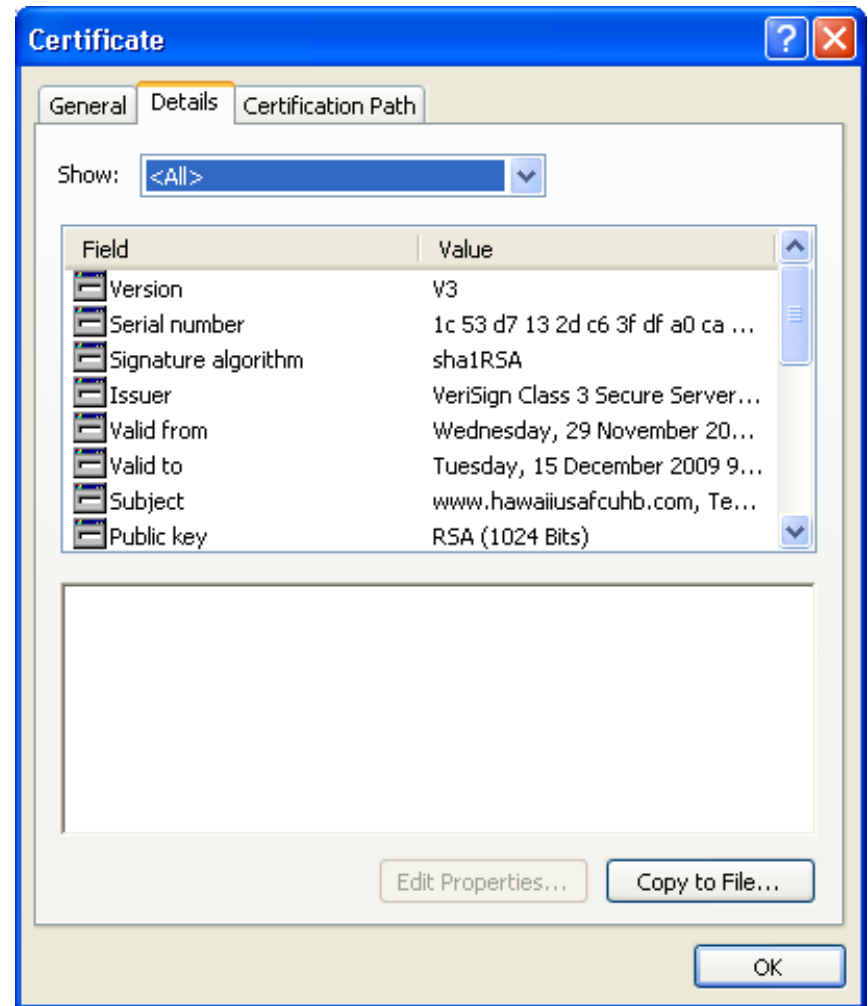 Certificate
General Details Certification Path
Show: <All>
Field Value
Version V3
Serial number 1c 53 d7 13 2d c6 3f df a0 ca ...
Signature algorithm sha1RSA
Issuer VeriSign Class 3 Secure Server...
Valid from Wednesday, 29 November 20...
Valid to Tuesday, 15 December 2009 9...
Subject www.hawaiiusafcuhb.com, Te...
Public key RSA (1024 Bits)
Edit Properties... Copy to File...
OK